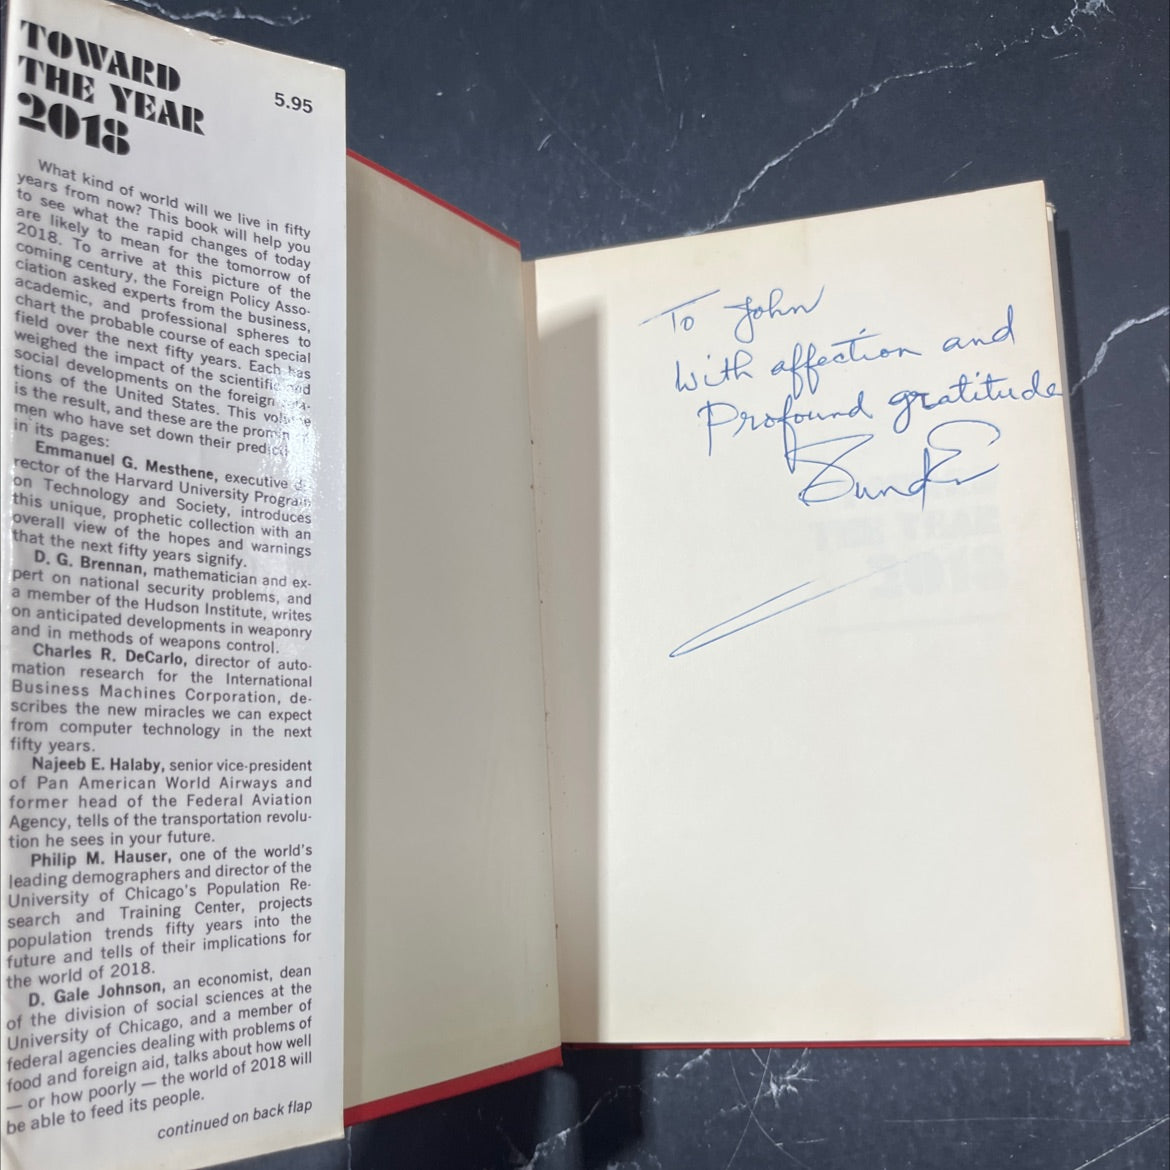 TOWARD
THE YEAR
2018
5.95
What kind of world will we live in fifty
years from now? This book will help you
to see what the rapid changes of today
are likely to mean for the tomorrow of
2018. To arrive at this picture of the
coming century, the Foreign Policy Asso-
ciation asked experts from the business,
academic, and professional spheres to
chart the probable course of each special
field over the next fifty years. Each has
weighed the impact of the scientific and
social developments on the foreign
tions of the United States. This volume
is the result, and these are the
men who have set down their
in its pages:
Emmanuel G. Mesthene, executive di-
rector of the Harvard University Program
on Technology and Society, introduces
this unique, prophetic collection with an
overall view of the hopes and warnings
that the next fifty years signify.
D. G. Brennan, mathematician and ex-
pert on national security problems, and
a member of the Hudson Institute, writes
on anticipated developments in weaponry
and in methods of weapons control.
Charles R. DeCarlo, director of auto-
mation research for the International
Business Machines Corporation, de-
scribes the new miracles we can expect
from computer technology in the next
fifty years.
Najeeb E. Halaby, senior vice-president
of Pan American World Airways and
former head of the Federal Aviation
Agency, tells of the transportation revolu-
tion he sees in your future.
Philip M. Hauser, one of the world's
leading demographers and director of the
University of Chicago's Population Re-
search and Training Center, projects
population trends fifty years into the
future and tells of their implications for
the world of 2018.
D. Gale Johnson, an economist, dean
of the division of social sciences at the
University of Chicago, and a member of
federal agencies dealing with problems of
food and foreign aid, talks about how well
— or how poorly — the world of 2018 will
be able to feed its people.
continued on back flap
To John
With affection and
Profound gratitude